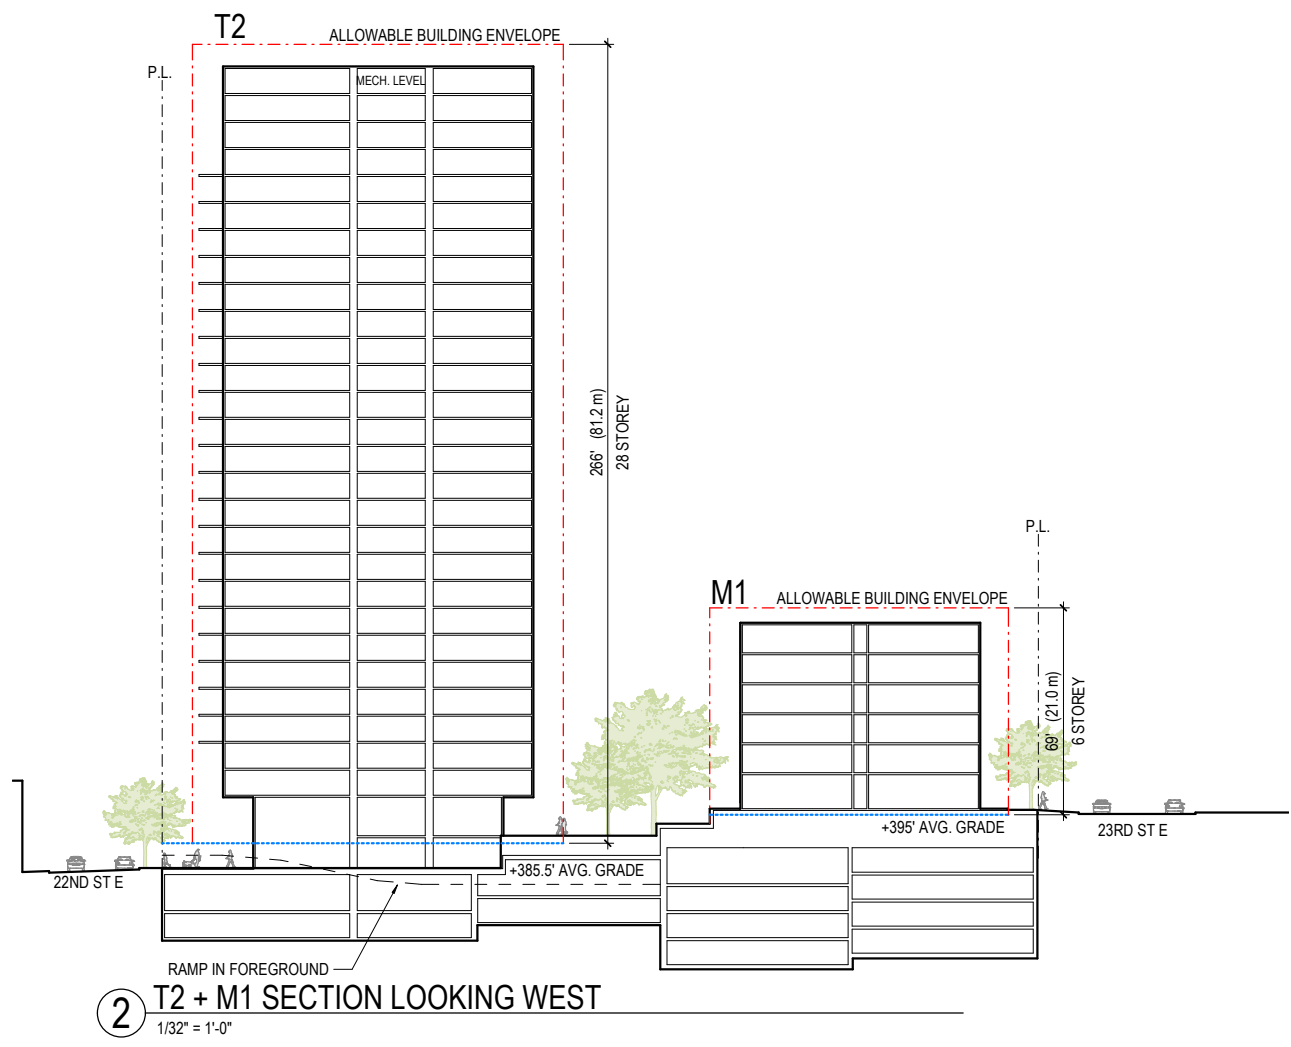 T2
ALLOWABLE BUILDING ENVELOPE
P.L.
MECH. LEVEL
266' (81.2 m)
28 STOREY
P.L.
M1
ALLOWABLE BUILDING ENVELOPE
69' (21.0 m)
6 STOREY
+395' AVG. GRADE
23RD ST E
22ND ST E
+385.5' AVG. GRADE
RAMP IN FOREGROUND
2
T2 + M1 SECTION LOOKING WEST
1/32" = 1'-0"